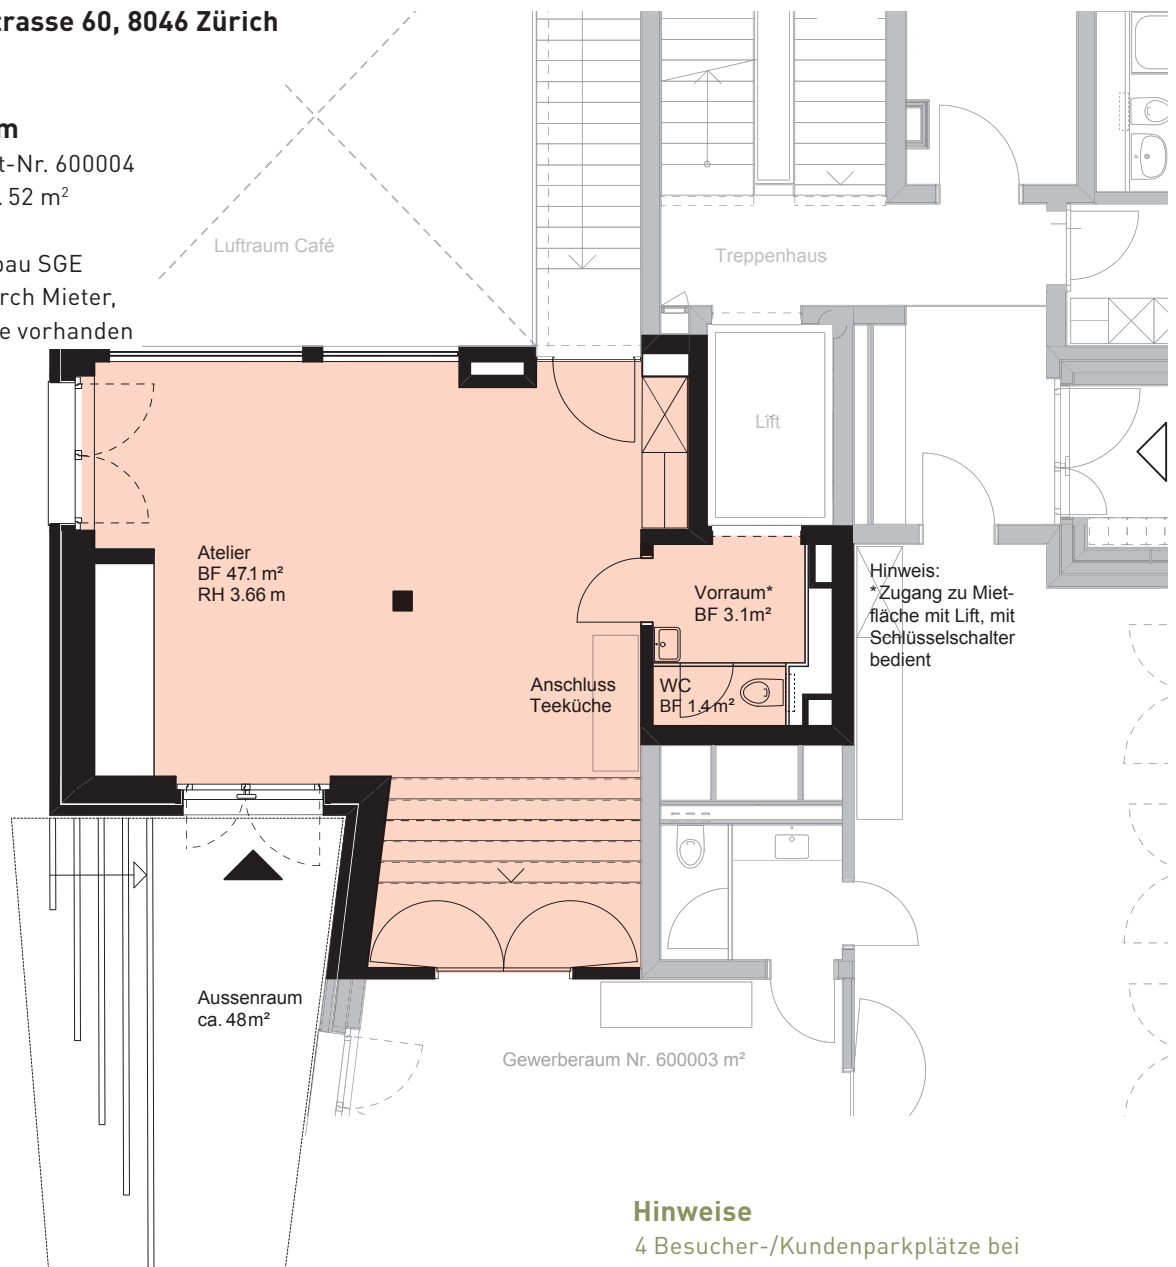 trasse 60, 8046 Zürich
m
t-Nr. 600004
. 52 m²
bau SGE
rch Mieter,
e vorhanden
Luftraum Café
Treppenhaus
Lift
Atelier
BF 47.1 m²
RH 3.66 m
Vorraum*
BF 3.1m²
Hinweis:
*Zugang zu Miet-
fläche mit Lift, mit
Schlüsselschalter
bedient
Anschluss
Teeküche
WC
BF 1.4 m²
Aussenraum
ca. 48m²
Gewerberaum Nr. 600003 m²
Hinweise
4 Besucher-/Kundenparkplätze bei